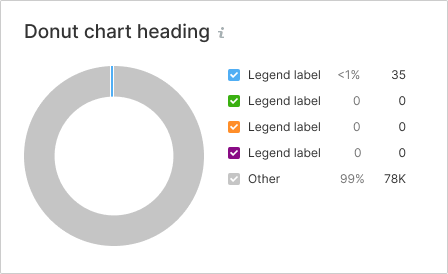 Donut chart heading i
Legend label <1% 35
Legend label 0 0
Legend label 0 0
Legend label 0 0
Other 99% 78K